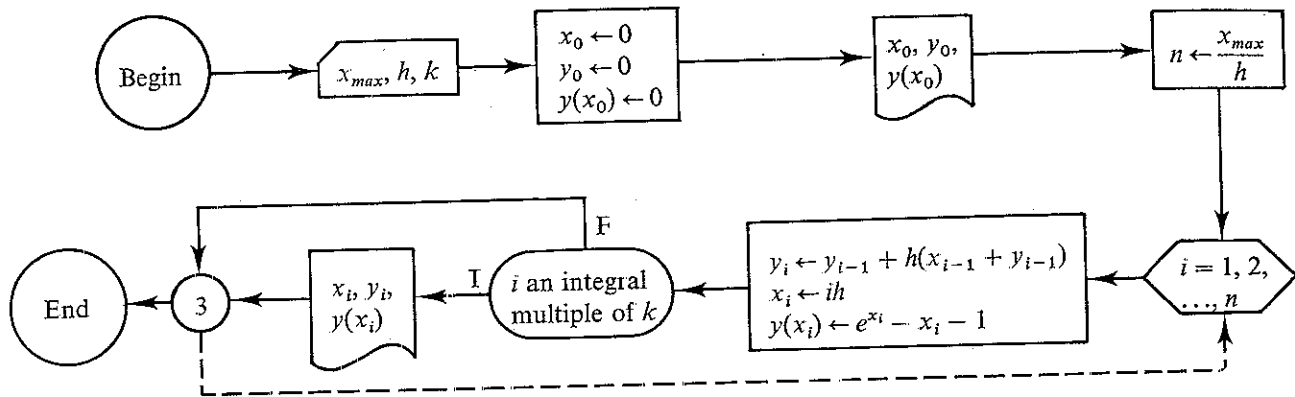 Begin
x_max, h, k
x_0 ← 0
y_0 ← 0
y(x_0) ← 0
x_0, y_0,
y(x_0)
n ← x_max / h
i = 1, 2,
..., n
y_i ← y_{i−1} + h(x_{i−1} + y_{i−1})
x_i ← ih
y(x_i) ← e^{x_i} − x_i − 1
F
i an integral
multiple of k
T
x_i, y_i,
y(x_i)
3
End